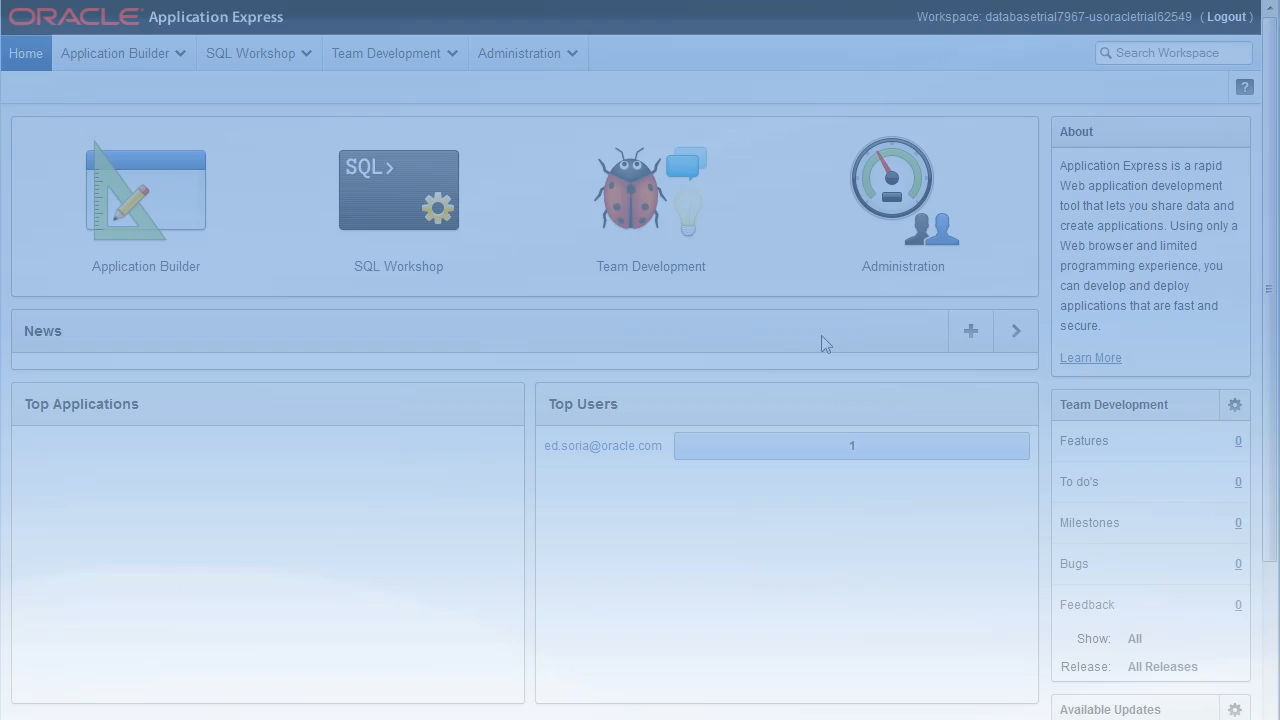 ORACLE Application Express
Workspace: databasetrial7967-usoracletrial62549 ( Logout )
Home Application Builder SQL Workshop Team Development Administration
Search Workspace
?
SQL>
Application Builder
SQL Workshop
Team Development
Administration
News
Top Applications
Top Users
ed.soria@oracle.com 1
About
Application Express is a rapid
Web application development
tool that lets you share data and
create applications. Using only a
Web browser and limited
programming experience, you
can develop and deploy
applications that are fast and
secure.
Learn More
Team Development
Features 0
To do's 0
Milestones 0
Bugs 0
Feedback 0
Show: All
Release: All Releases
Available Updates